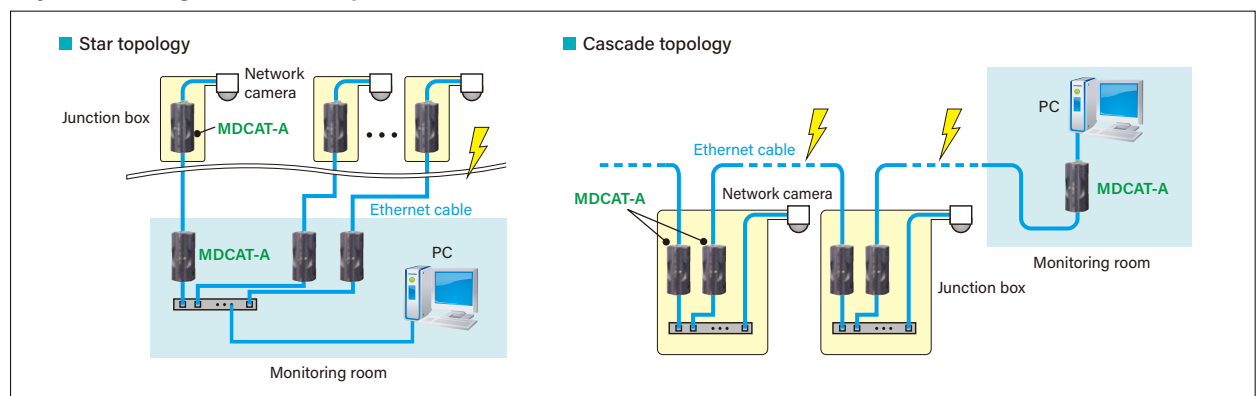 Star topology
Network
camera
Junction box
MDCAT-A
Ethernet cable
MDCAT-A
PC
Monitoring room
Cascade topology
PC
Ethernet cable
MDCAT-A
Network camera
MDCAT-A
Monitoring room
Junction box